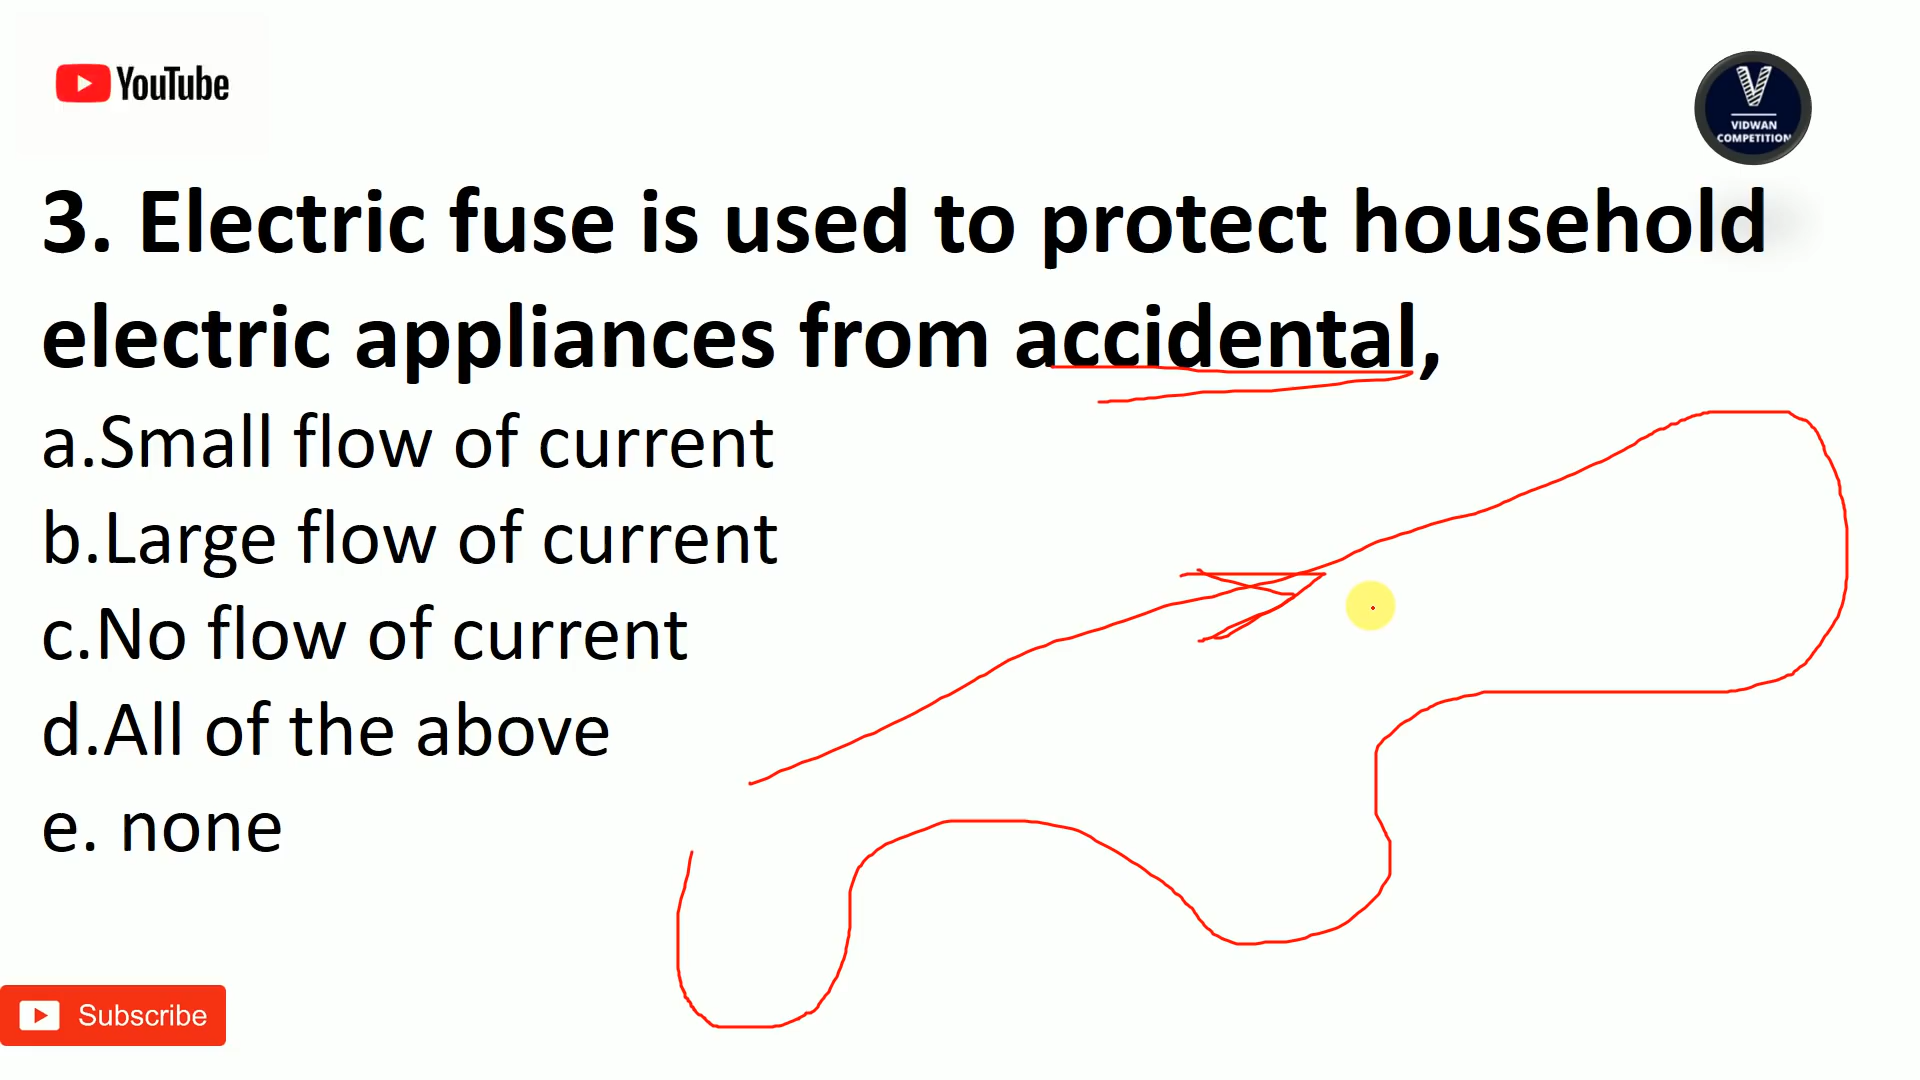 YouTube
V
VIDWAN
COMPETITION
3. Electric fuse is used to protect household
electric appliances from accidental,
a.Small flow of current
b.Large flow of current
c.No flow of current
d.All of the above
e. none
Subscribe